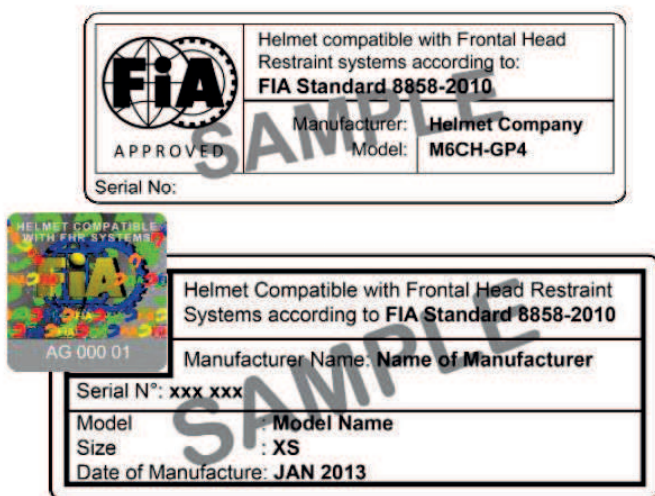 FiA
APPROVED
Helmet compatible with Frontal Head
Restraint systems according to:
FIA Standard 8858-2010
Manufacturer: Helmet Company
Model: M6CH-GP4
Serial No:
SAMPLE
HELMET COMPATIBLE
WITH FHR SYSTEMS
FiA
AG 000 01
Helmet Compatible with Frontal Head Restraint
Systems according to FIA Standard 8858-2010
Manufacturer Name: Name of Manufacturer
Serial N°: xxx xxx
Model : Model Name
Size : XS
Date of Manufacture: JAN 2013
SAMPLE